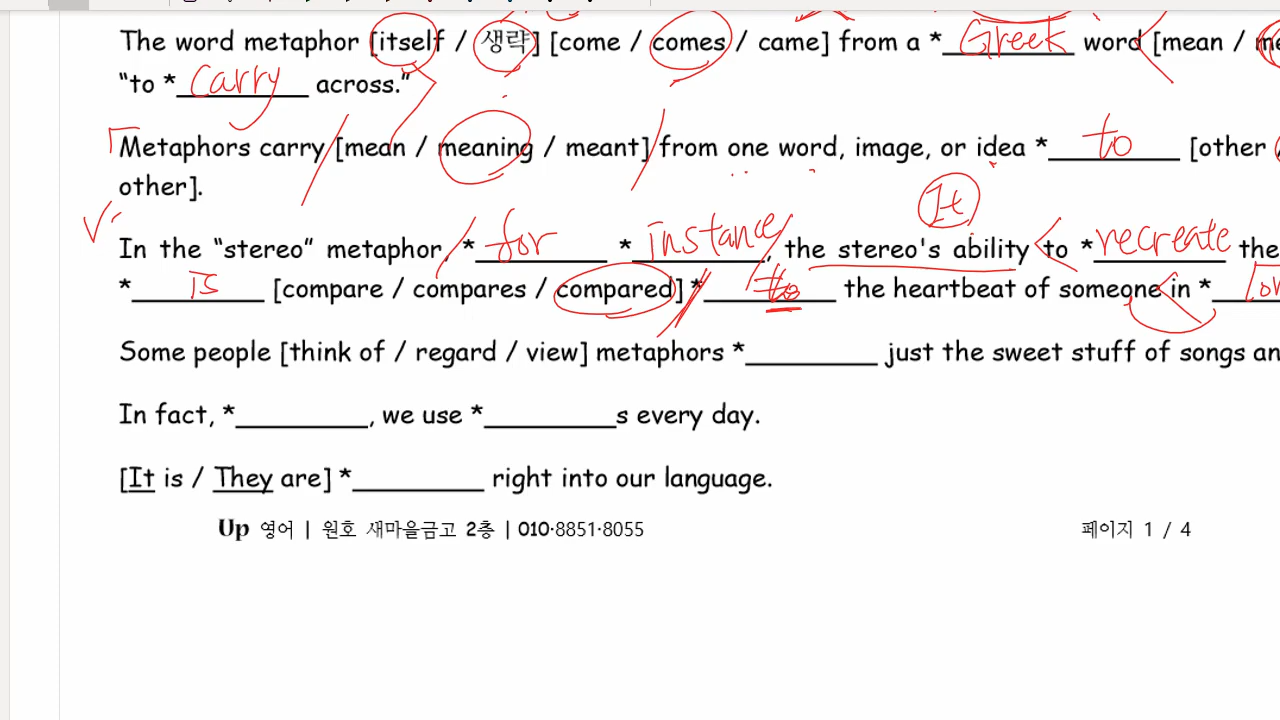 The word metaphor [itself / 생략] [come / comes / came] from a * Greek word [mean /
“to * carry across.”
Metaphors carry [mean / meaning / meant] from one word, image, or idea * to [other
other].
It
In the “stereo” metaphor, * for * instance, the stereo's ability to * recreate the
* is [compare / compares / compared] * to the heartbeat of someone in *
Some people [think of / regard / view] metaphors *__________ just the sweet stuff of songs
In fact, *__________, we use *__________s every day.
[It is / They are] *__________ right into our language.
Up 영어 | 원호 새마을금고 2층 | 010·8851·8055
페이지 1 / 4